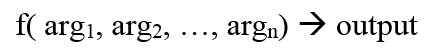 f( arg₁, arg₂, …, argₙ) → output